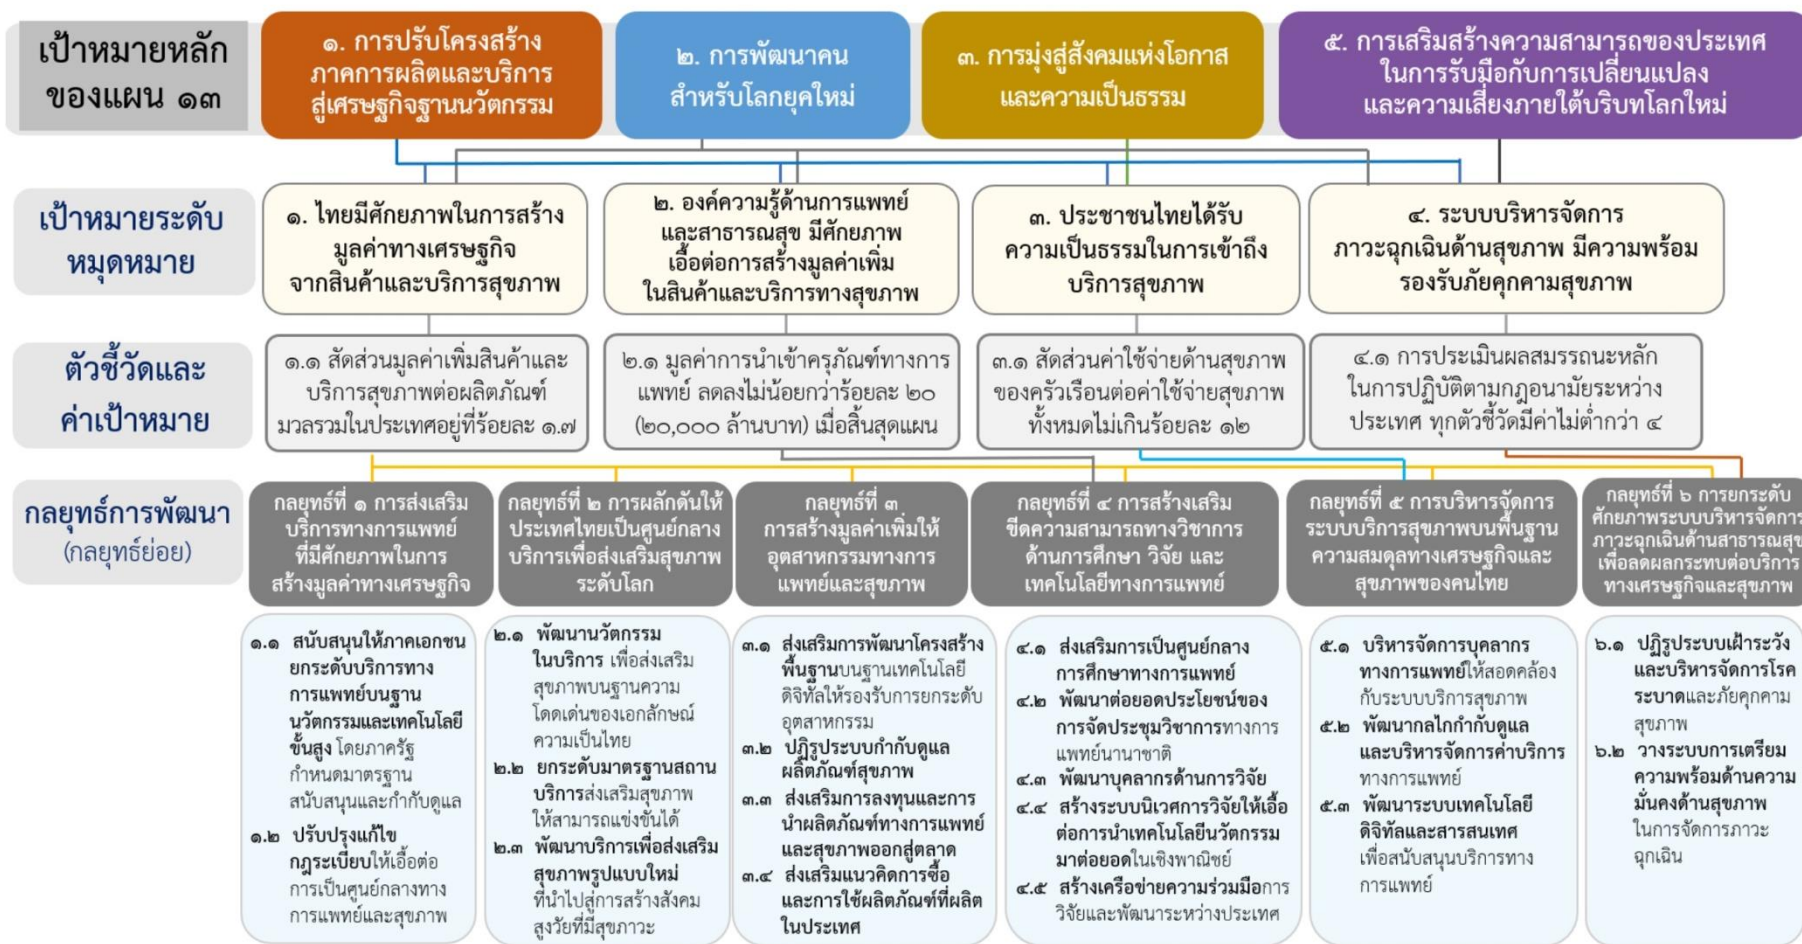 เป้าหมายหลัก
ของแผน ๑๓
๑. การปรับโครงสร้าง
ภาคการผลิตและบริการ
สู่เศรษฐกิจฐานนวัตกรรม
๒. การพัฒนาคน
สำหรับโลกยุคใหม่
๓. การมุ่งสู่สังคมแห่งโอกาส
และความเป็นธรรม
๕. การเสริมสร้างความสามารถของประเทศ
ในการรับมือกับการเปลี่ยนแปลง
และความเสี่ยงภายใต้บริบทโลกใหม่
เป้าหมายระดับ
หมุดหมาย
๑. ไทยมีศักยภาพในการสร้าง
มูลค่าทางเศรษฐกิจ
จากสินค้าและบริการสุขภาพ
๒. องค์ความรู้ด้านการแพทย์
และสาธารณสุข มีศักยภาพ
เอื้อต่อการสร้างมูลค่าเพิ่ม
ในสินค้าและบริการทางสุขภาพ
๓. ประชาชนไทยได้รับ
ความเป็นธรรมในการเข้าถึง
บริการสุขภาพ
๔. ระบบบริหารจัดการ
ภาวะฉุกเฉินด้านสุขภาพ มีความพร้อม
รองรับภัยคุกคามสุขภาพ
ตัวชี้วัดและ
ค่าเป้าหมาย
๑.๑ สัดส่วนมูลค่าเพิ่มสินค้าและ
บริการสุขภาพต่อผลิตภัณฑ์
มวลรวมในประเทศอยู่ที่ร้อยละ ๑.๗
๒.๑ มูลค่าการนำเข้าครุภัณฑ์ทางการ
แพทย์ ลดลงไม่น้อยกว่าร้อยละ ๒๐
(๒๐,๐๐๐ ล้านบาท) เมื่อสิ้นสุดแผน
๓.๑ สัดส่วนค่าใช้จ่ายด้านสุขภาพ
ของครัวเรือนต่อค่าใช้จ่ายสุขภาพ
ทั้งหมดไม่เกินร้อยละ ๑๒
๔.๑ การประเมินผลสมรรถนะหลัก
ในการปฏิบัติตามกฎอนามัยระหว่าง
ประเทศ ทุกตัวชี้วัดมีค่าไม่ต่ำกว่า ๔
กลยุทธ์การพัฒนา
(กลยุทธ์ย่อย)
กลยุทธ์ที่ ๑ การส่งเสริม
บริการทางการแพทย์
ที่มีศักยภาพในการ
สร้างมูลค่าทางเศรษฐกิจ
กลยุทธ์ที่ ๒ การผลักดันให้
ประเทศไทยเป็นศูนย์กลาง
บริการเพื่อส่งเสริมสุขภาพ
ระดับโลก
กลยุทธ์ที่ ๓
การสร้างมูลค่าเพิ่มให้
อุตสาหกรรมทางการ
แพทย์และสุขภาพ
กลยุทธ์ที่ ๔ การสร้างเสริม
ขีดความสามารถทางวิชาการ
ด้านการศึกษา วิจัย และ
เทคโนโลยีทางการแพทย์
กลยุทธ์ที่ ๕ การบริหารจัดการ
ระบบบริการสุขภาพบนพื้นฐาน
ความสมดุลทางเศรษฐกิจและ
สุขภาพของคนไทย
กลยุทธ์ที่ ๖ การยกระดับ
ศักยภาพระบบบริหารจัดการ
ภาวะฉุกเฉินด้านสาธารณสุข
เพื่อลดผลกระทบต่อบริการ
ทางเศรษฐกิจและสุขภาพ
๑.๑ สนับสนุนให้ภาคเอกชน
ยกระดับบริการทาง
การแพทย์บนฐาน
นวัตกรรมและเทคโนโลยี
ขั้นสูง โดยภาครัฐ
กำหนดมาตรฐาน
สนับสนุนและกำกับดูแล
๑.๒ ปรับปรุงแก้ไข
กฎระเบียบให้เอื้อต่อ
การเป็นศูนย์กลางทาง
การแพทย์และสุขภาพ
๒.๑ พัฒนานวัตกรรม
ในบริการ เพื่อส่งเสริม
สุขภาพบนฐานความ
โดดเด่นของเอกลักษณ์
ความเป็นไทย
๒.๒ ยกระดับมาตรฐานสถาน
บริการส่งเสริมสุขภาพ
ให้สามารถแข่งขันได้
๒.๓ พัฒนาบริการเพื่อส่งเสริม
สุขภาพรูปแบบใหม่
ที่นำไปสู่การสร้างสังคม
สูงวัยที่มีสุขภาวะ
๓.๑ ส่งเสริมการพัฒนาโครงสร้าง
พื้นฐานบนฐานเทคโนโลยี
ดิจิทัลให้รองรับการยกระดับ
อุตสาหกรรม
๓.๒ ปฏิรูประบบกำกับดูแล
ผลิตภัณฑ์สุขภาพ
๓.๓ ส่งเสริมการลงทุนและการ
นำผลิตภัณฑ์ทางการแพทย์
และสุขภาพออกสู่ตลาด
๓.๔ ส่งเสริมแนวคิดการซื้อ
และการใช้ผลิตภัณฑ์ที่ผลิต
ในประเทศ
๔.๑ ส่งเสริมการเป็นศูนย์กลาง
การศึกษาทางการแพทย์
๔.๒ พัฒนาต่อยอดประโยชน์ของ
การจัดประชุมวิชาการทางการ
แพทย์นานาชาติ
๔.๓ พัฒนาบุคลากรด้านการวิจัย
๔.๔ สร้างระบบนิเวศการวิจัยให้เอื้อ
ต่อการนำเทคโนโลยีนวัตกรรม
มาต่อยอดในเชิงพาณิชย์
๔.๕ สร้างเครือข่ายความร่วมมือการ
วิจัยและพัฒนาระหว่างประเทศ
๕.๑ บริหารจัดการบุคลากร
ทางการแพทย์ให้สอดคล้อง
กับระบบบริการสุขภาพ
๕.๒ พัฒนากลไกกำกับดูแล
และบริหารจัดการค่าบริการ
ทางการแพทย์
๕.๓ พัฒนาระบบเทคโนโลยี
ดิจิทัลและสารสนเทศ
เพื่อสนับสนุนบริการทาง
การแพทย์
๖.๑ ปฏิรูประบบเฝ้าระวัง
และบริหารจัดการโรค
ระบาดและภัยคุกคาม
สุขภาพ
๖.๒ วางระบบการเตรียม
ความพร้อมด้านความ
มั่นคงด้านสุขภาพ
ในการจัดการภาวะ
ฉุกเฉิน